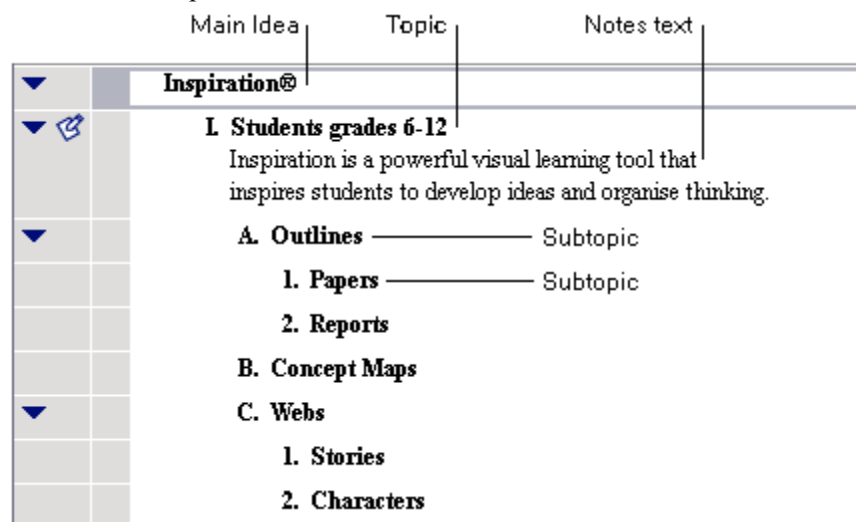 Main Idea Topic Notes text
Inspiration®
I. Students grades 6-12
Inspiration is a powerful visual learning tool that
inspires students to develop ideas and organise thinking.
A. Outlines Subtopic
1. Papers Subtopic
2. Reports
B. Concept Maps
C. Webs
1. Stories
2. Characters